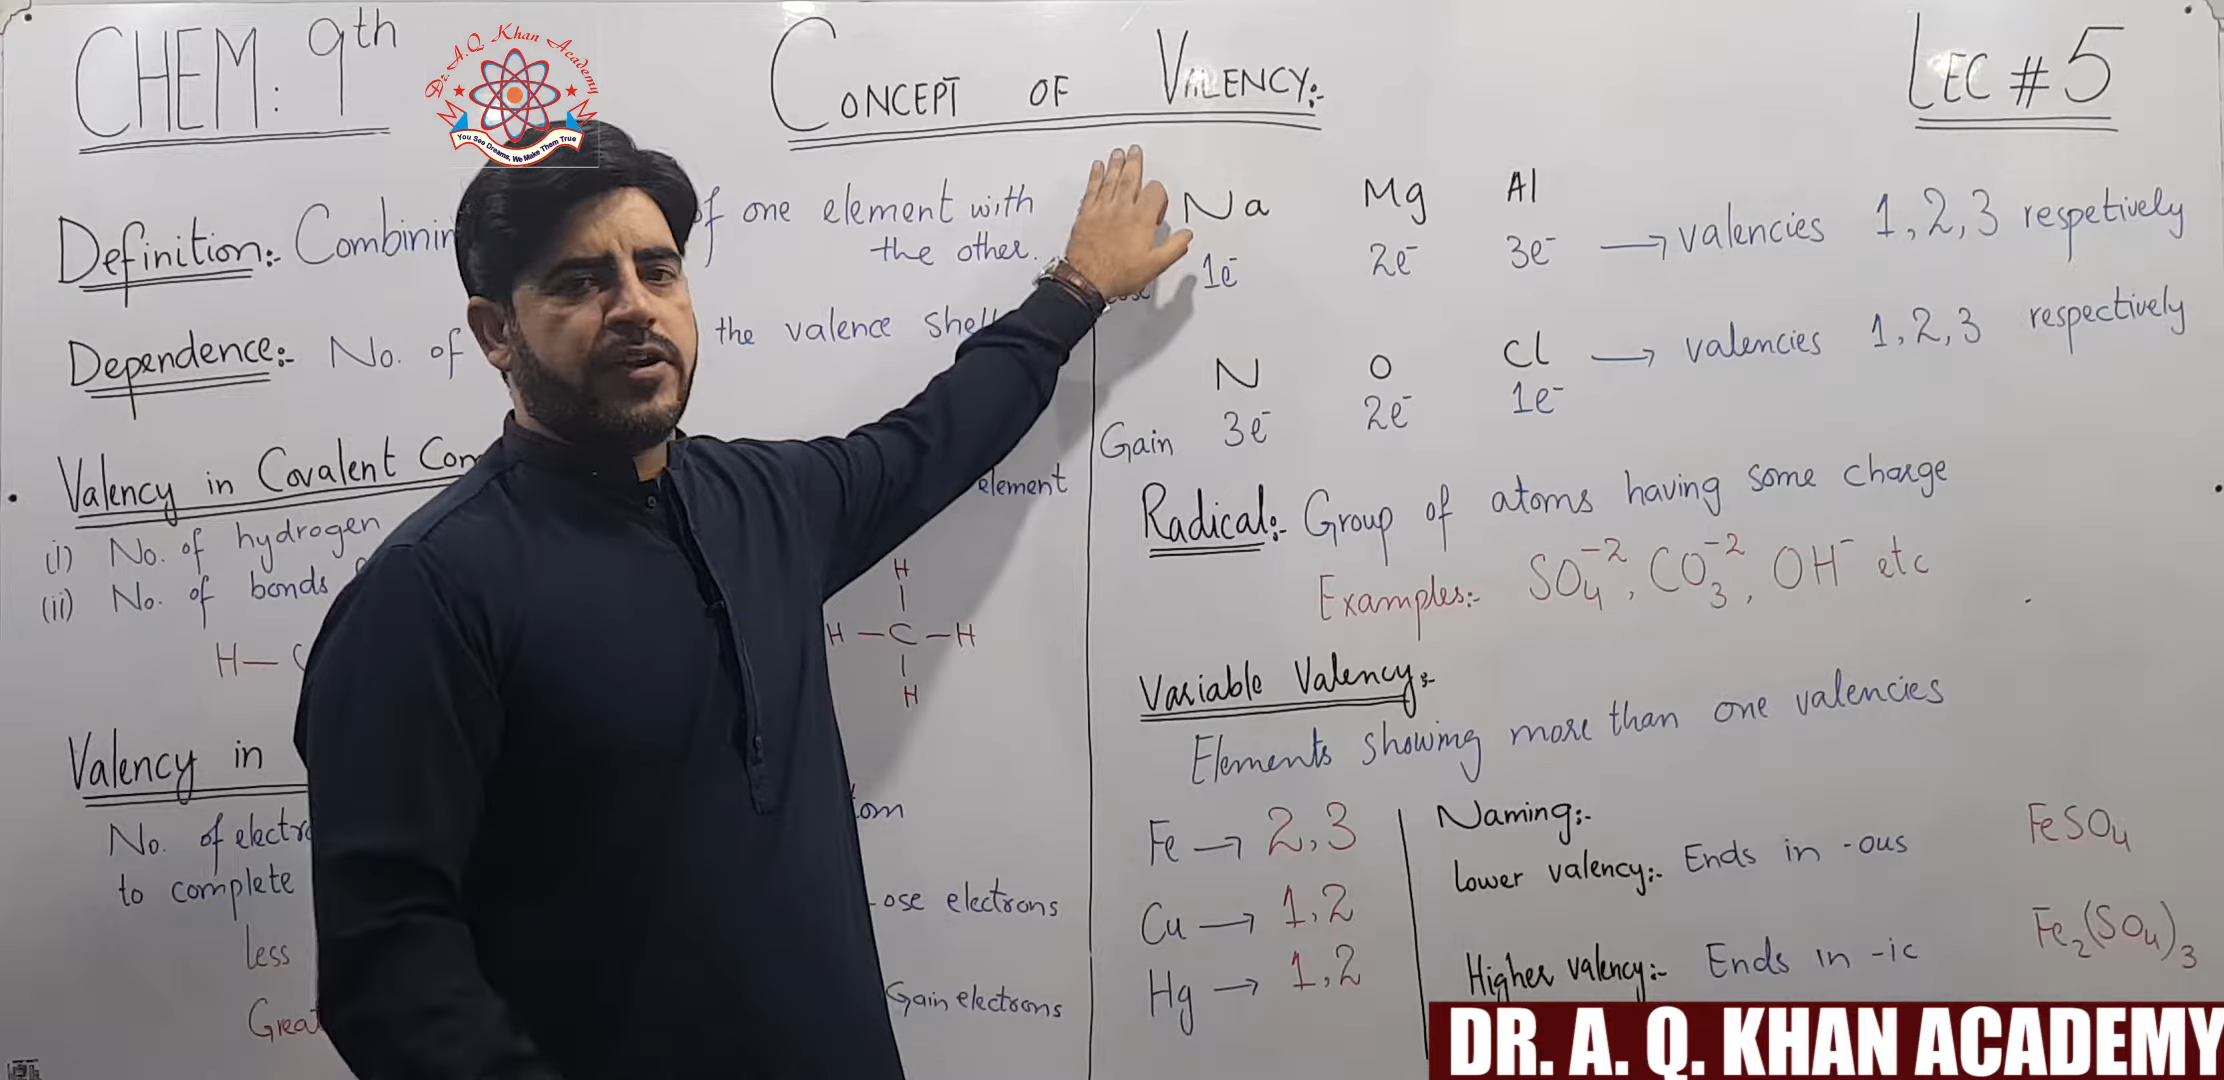 CHEM: 9th
Dr. A.Q Khan Academy
You See Dreams, We Make Them True
CONCEPT OF VALENCY:-
LEC # 5
Definition:- of one element with
the other.
Dependence:- No. of the valence shell
Valency in Covalent
element
(i) No. of hydrogen
(ii) No. of bonds
H—
H
H — C — H
H
Valency in
No. of
to complete
less
ose electrons
Gain electrons
Na Mg Al
1e⁻ 2e⁻ 3e⁻ → valencies 1, 2, 3 respetively
N O Cl → valencies 1, 2, 3 respectively
Gain 3e⁻ 2e⁻ 1e⁻
Radical:- Group of atoms having some charge
Examples:- SO₄⁻², CO₃⁻², OH⁻ etc
Variable Valency:-
Elements showing more than one valencies
Fe → 2, 3
Cu → 1, 2
Hg → 1, 2
Naming:-
Lower valency:- Ends in -ous FeSO₄
Higher valency:- Ends in -ic Fe₂(SO₄)₃
DR. A. Q. KHAN ACADEMY